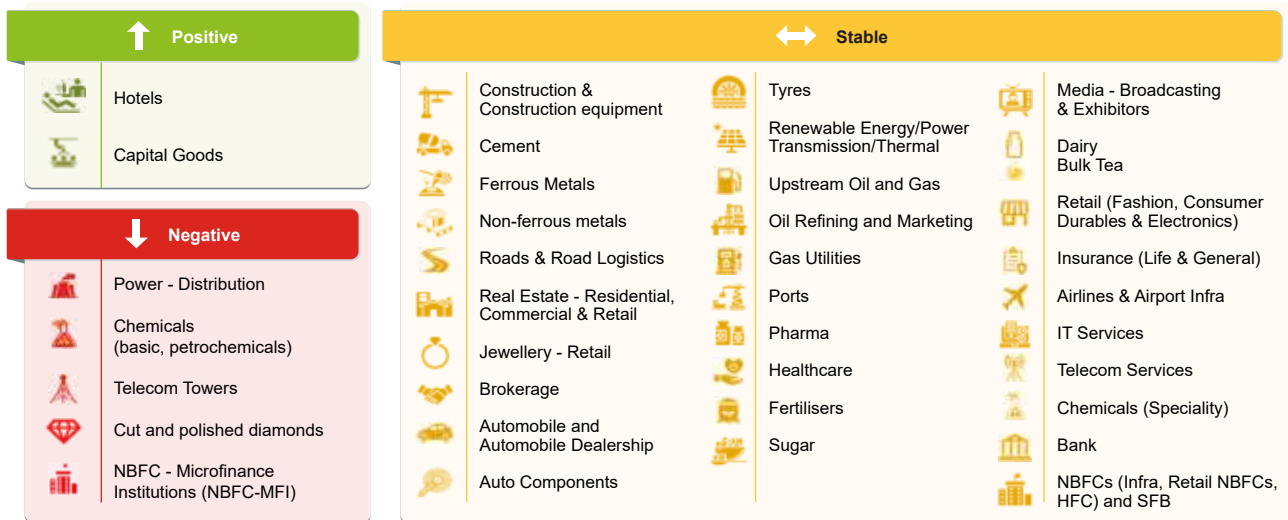 Positive
Hotels
Capital Goods
Negative
Power - Distribution
Chemicals
(basic, petrochemicals)
Telecom Towers
Cut and polished diamonds
NBFC - Microfinance
Institutions (NBFC-MFI)
Stable
Construction &
Construction equipment
Cement
Ferrous Metals
Non-ferrous metals
Roads & Road Logistics
Real Estate - Residential,
Commercial & Retail
Jewellery - Retail
Brokerage
Automobile and
Automobile Dealership
Auto Components
Tyres
Renewable Energy/Power
Transmission/Thermal
Upstream Oil and Gas
Oil Refining and Marketing
Gas Utilities
Ports
Pharma
Healthcare
Fertilisers
Sugar
Media - Broadcasting
& Exhibitors
Dairy
Bulk Tea
Retail (Fashion, Consumer
Durables & Electronics)
Insurance (Life & General)
Airlines & Airport Infra
IT Services
Telecom Services
Chemicals (Speciality)
Bank
NBFCs (Infra, Retail NBFCs,
HFC) and SFB